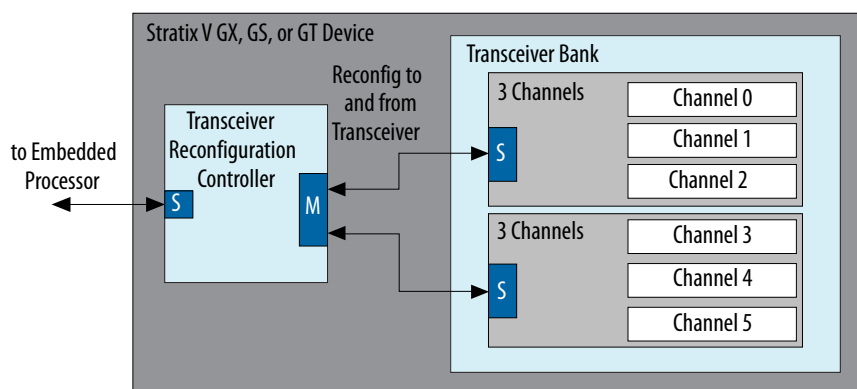 Stratix V GX, GS, or GT Device
Transceiver Bank
Reconfig to
and from
Transceiver
3 Channels
Channel 0
Channel 1
Channel 2
S
Transceiver
Reconfiguration
Controller
to Embedded
Processor
S
M
3 Channels
Channel 3
Channel 4
Channel 5
S